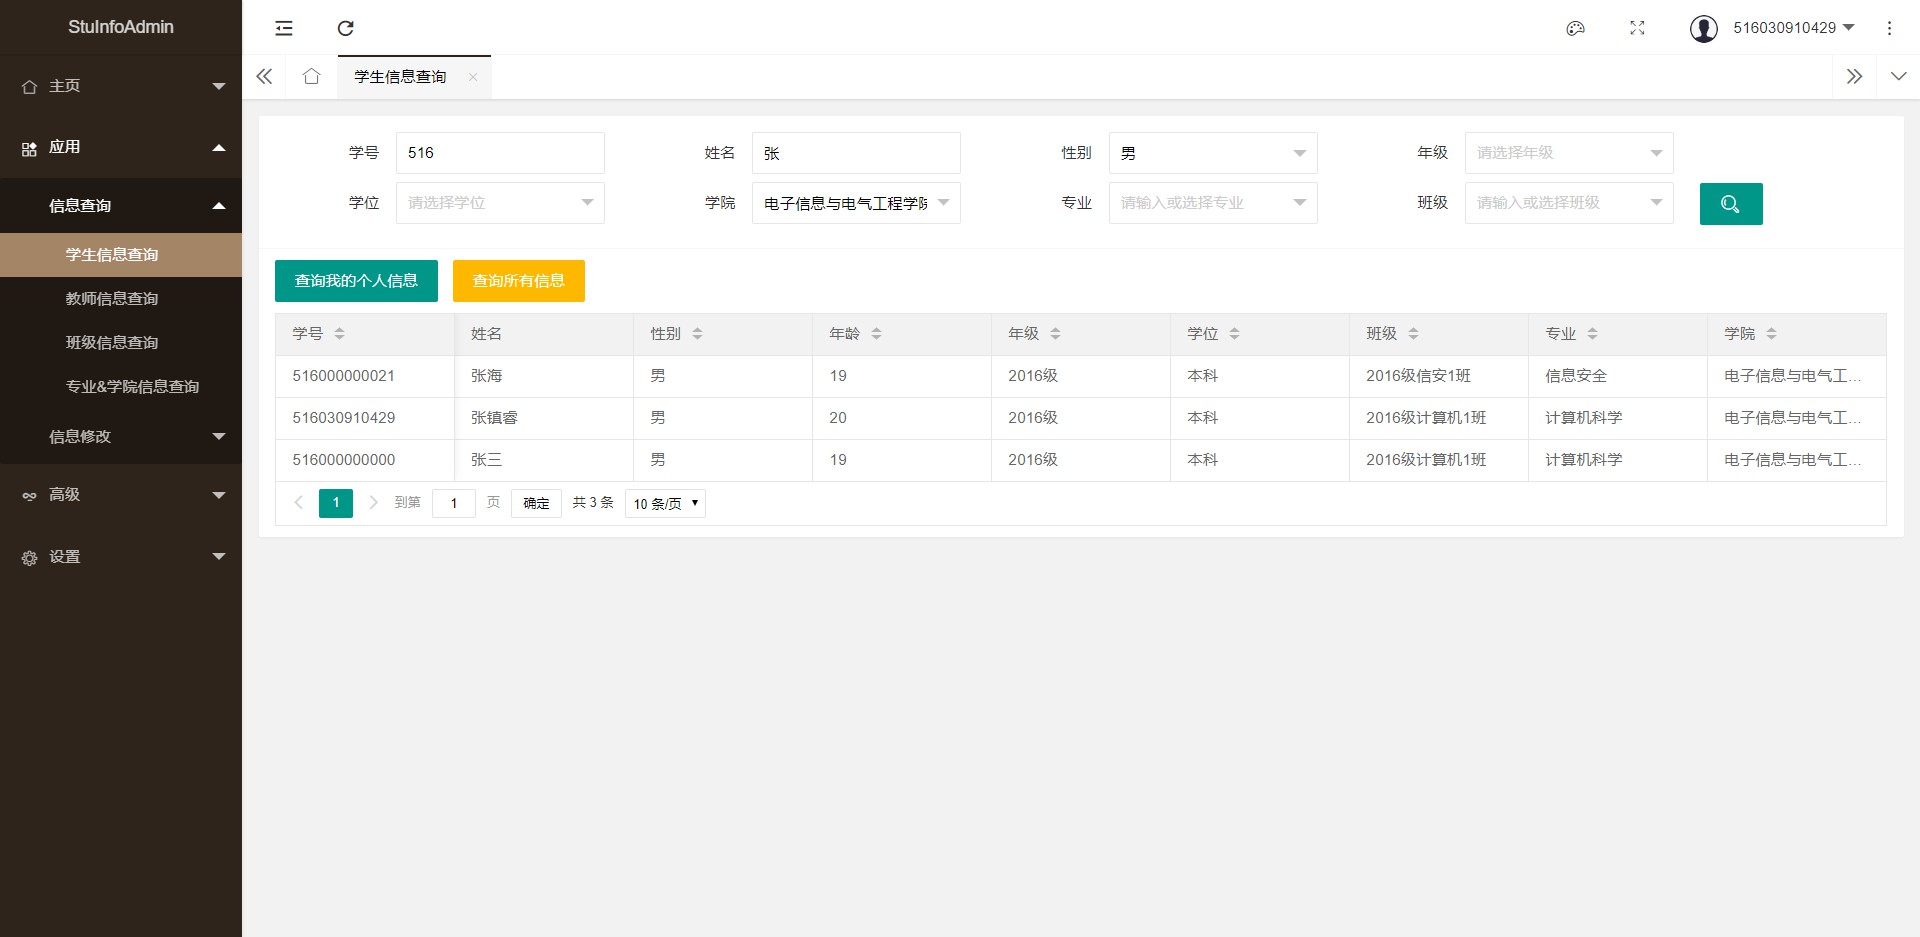 StuInfoAdmin
516030910429
主页
应用
信息查询
学生信息查询
教师信息查询
班级信息查询
专业&学院信息查询
信息修改
高级
设置
学生信息查询
学号 516 姓名 张 性别 男 年级 请选择年级
学位 请选择学位 学院 电子信息与电气工程学院 专业 请输入或选择专业 班级 请输入或选择班级
查询我的个人信息 查询所有信息
学号 姓名 性别 年龄 年级 学位 班级 专业 学院
516000000021 张海 男 19 2016级 本科 2016级信安1班 信息安全 电子信息与电气工...
516030910429 张镇睿 男 20 2016级 本科 2016级计算机1班 计算机科学 电子信息与电气工...
516000000000 张三 男 19 2016级 本科 2016级计算机1班 计算机科学 电子信息与电气工...
1 到第 1 页 确定 共 3 条 10 条/页